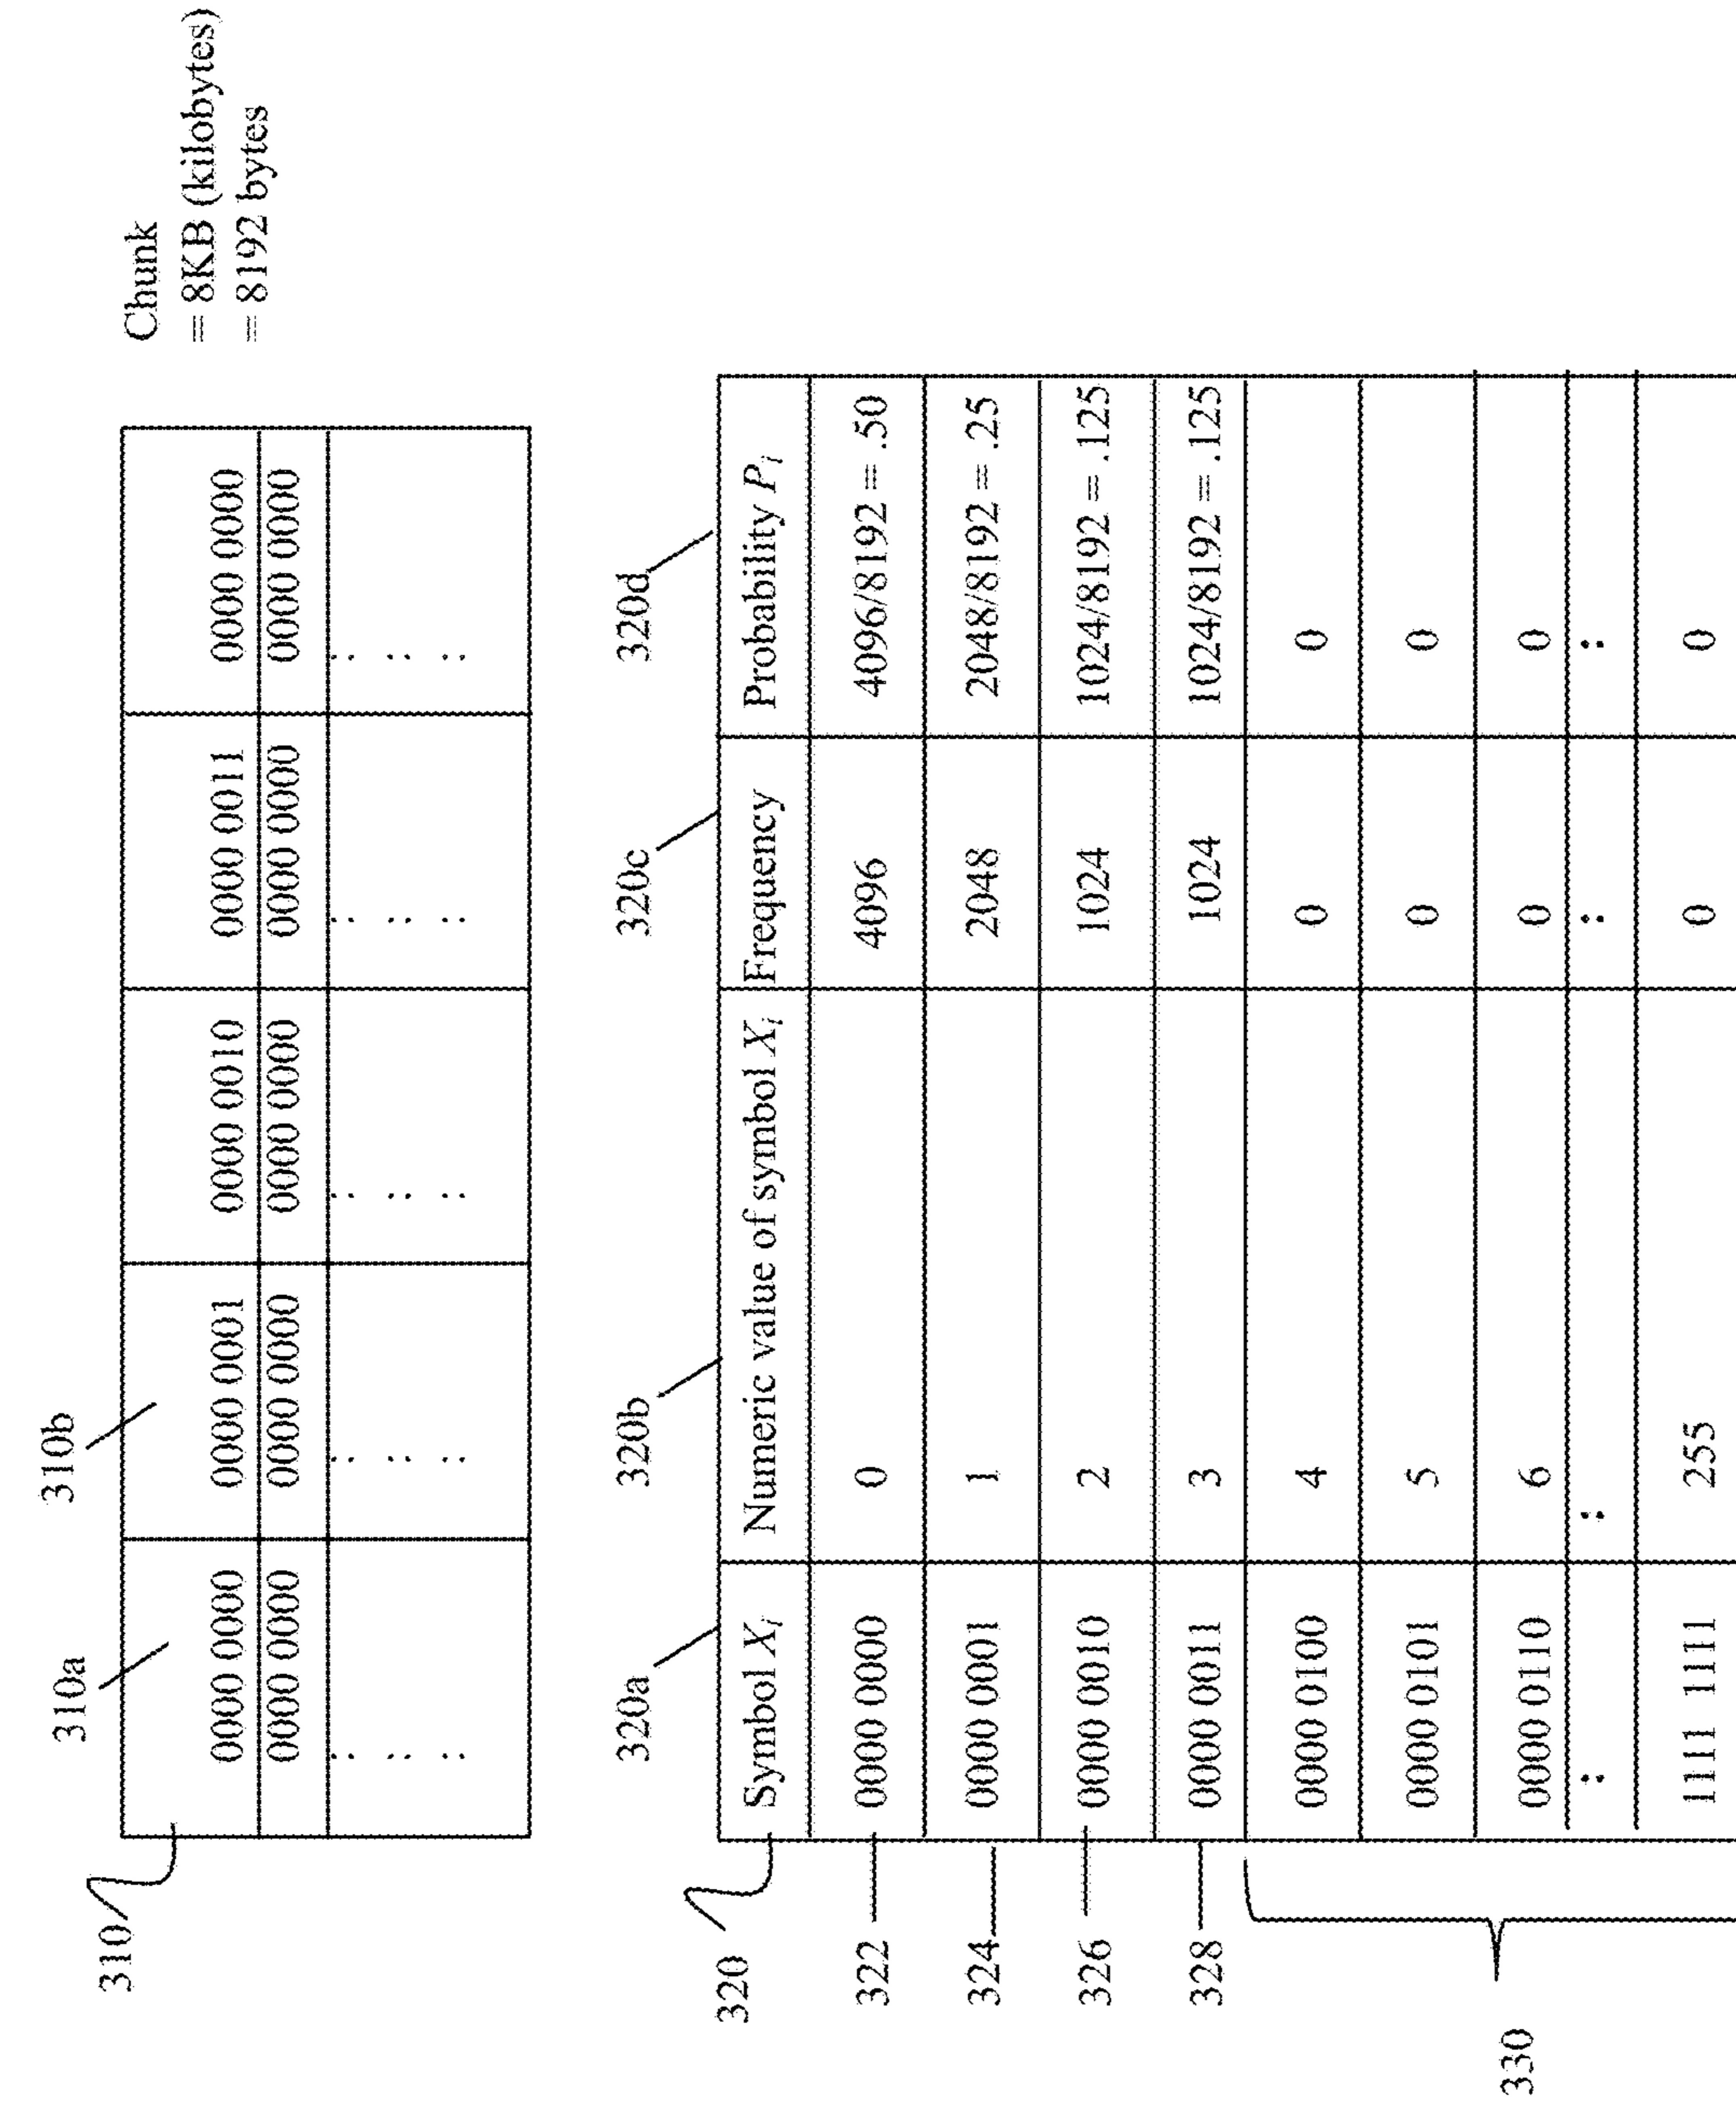 310a
310b
310
0000 0000 0000 0001 0000 0010 0000 0011 0000 0000
0000 0000 0000 0000 0000 0000 0000 0000 0000 0000
: : : : :
: : : : :
: : : : :
Chunk
= 8KB (kilobytes)
= 8192 bytes
320a 320b 320c 320d
320 Symbol Xi Numeric value of symbol Xi Frequency Probability Pi
322 0000 0000 0 4096 4096/8192 = .50
324 0000 0001 1 2048 2048/8192 = .25
326 0000 0010 2 1024 1024/8192 = .125
328 0000 0011 3 1024 1024/8192 = .125
0000 0100 4 0 0
0000 0101 5 0 0
330 0000 0110 6 0 0
: : : :
1111 1111 255 0 0